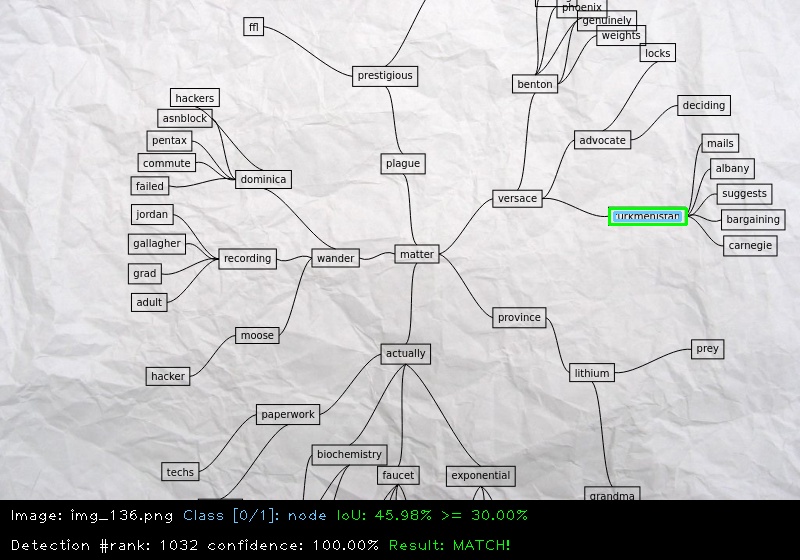 phoenix
genuinely
ffl
weights
locks
prestigious
benton
hackers
deciding
asnblock
pentax
advocate
mails
commute
plague
albany
failed
dominica
suggests
versace
jordan
urkmenistan
bargaining
gallagher
carnegie
recording
wander
matter
grad
adult
province
moose
prey
actually
hacker
lithium
paperwork
biochemistry
techs
faucet
exponential
grandma
Image: img_136.png Class [0/1]: node IoU: 45.98% >= 30.00%
Detection #rank: 1032 confidence: 100.00% Result: MATCH!